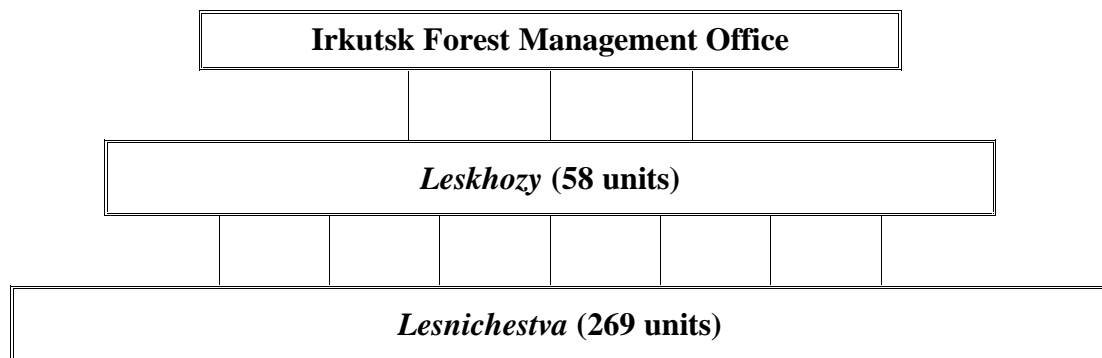 Irkutsk Forest Management Office
Leskhozy (58 units)
Lesnichestva (269 units)